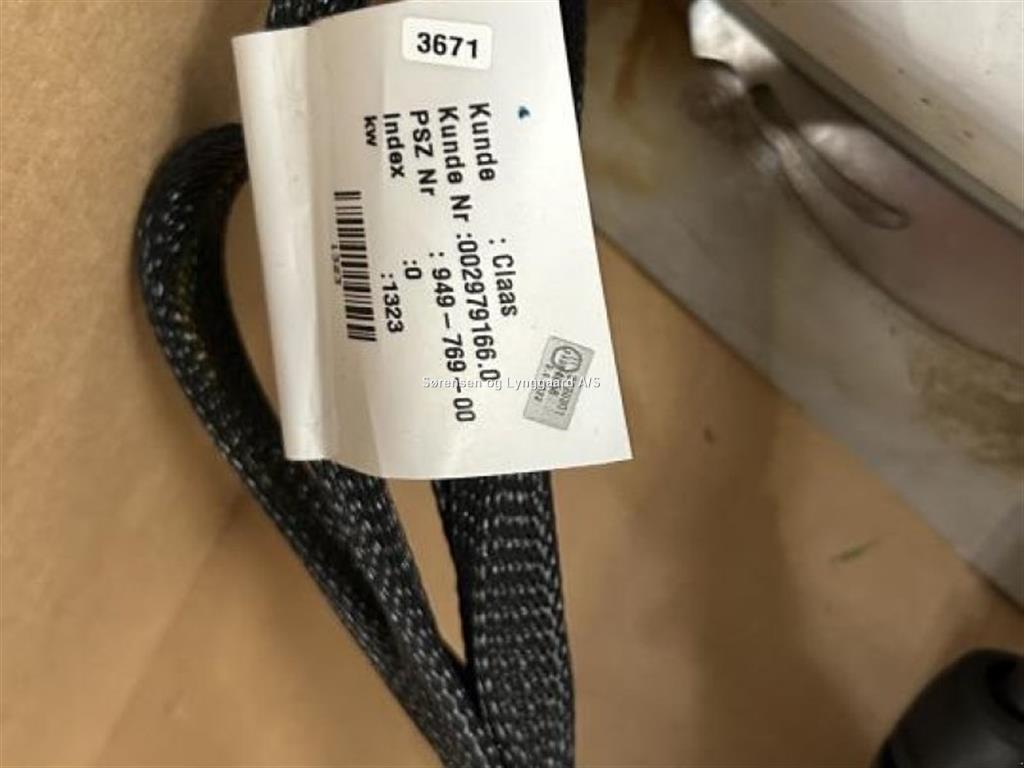 3671
Kunde : Claas
Kunde Nr :002979166.0
PSZ Nr : 949-769-00
Index :0
kw :1323
1323
Sørensen og Lynggaard A/S